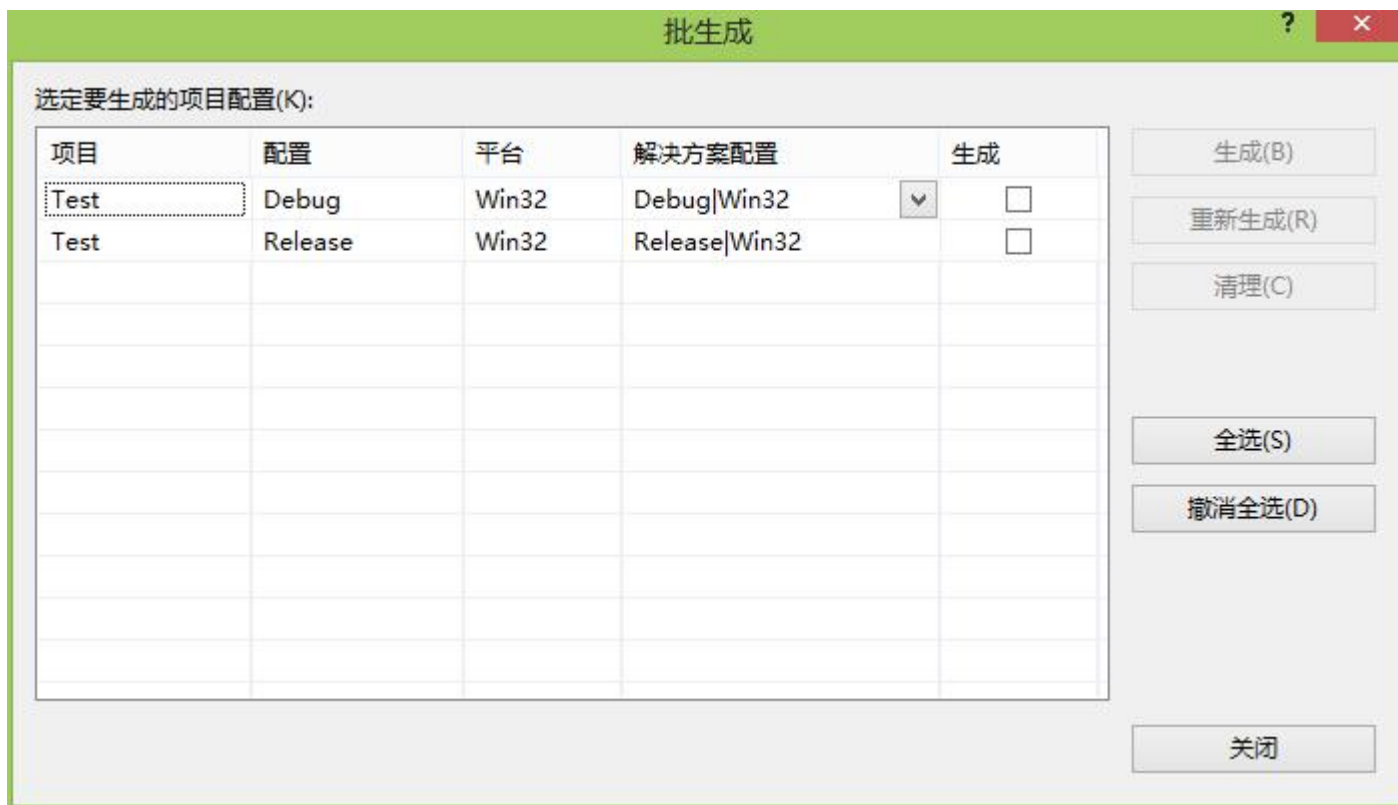 批生成
?
×
选定要生成的项目配置(K):
项目 配置 平台 解决方案配置 生成
Test Debug Win32 Debug|Win32
Test Release Win32 Release|Win32
生成(B)
重新生成(R)
清理(C)
全选(S)
撤消全选(D)
关闭